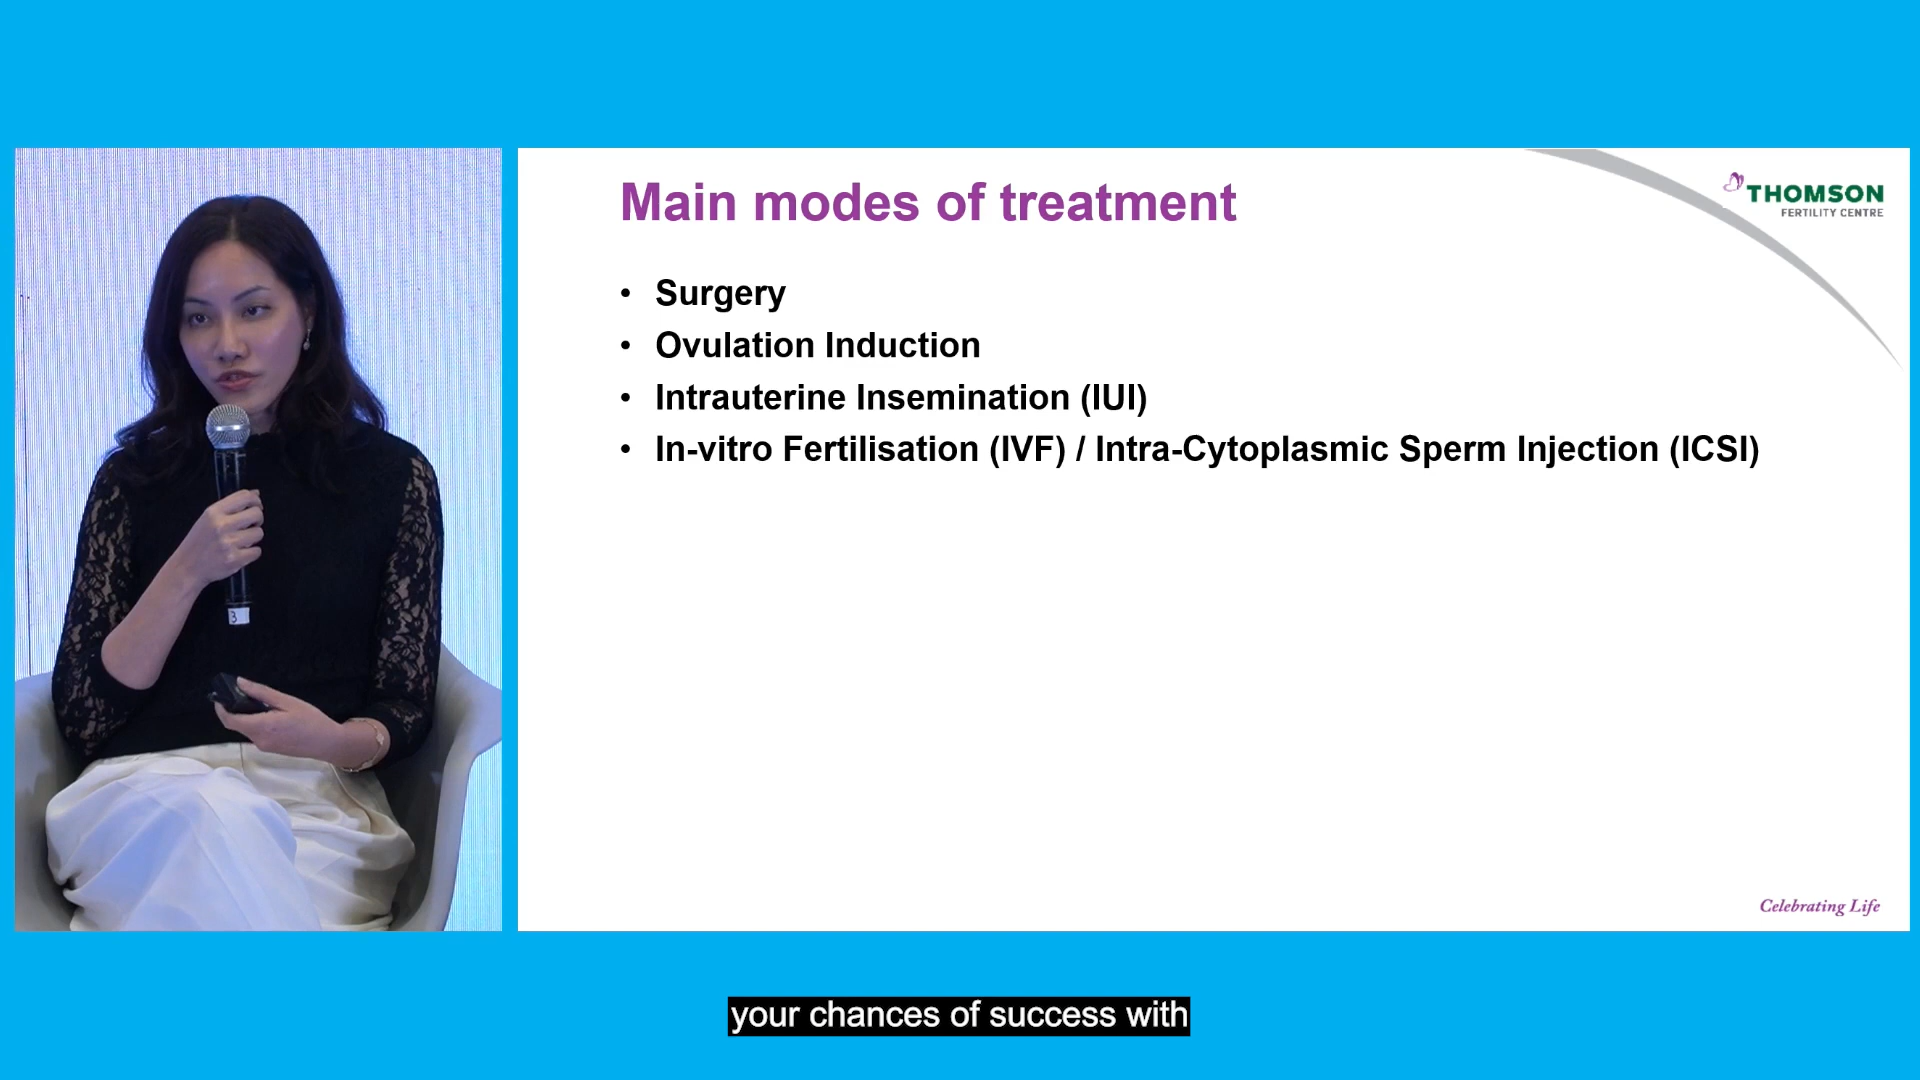 Main modes of treatment
THOMSON
FERTILITY CENTRE
• Surgery
• Ovulation Induction
• Intrauterine Insemination (IUI)
• In-vitro Fertilisation (IVF) / Intra-Cytoplasmic Sperm Injection (ICSI)
3
Celebrating Life
your chances of success with